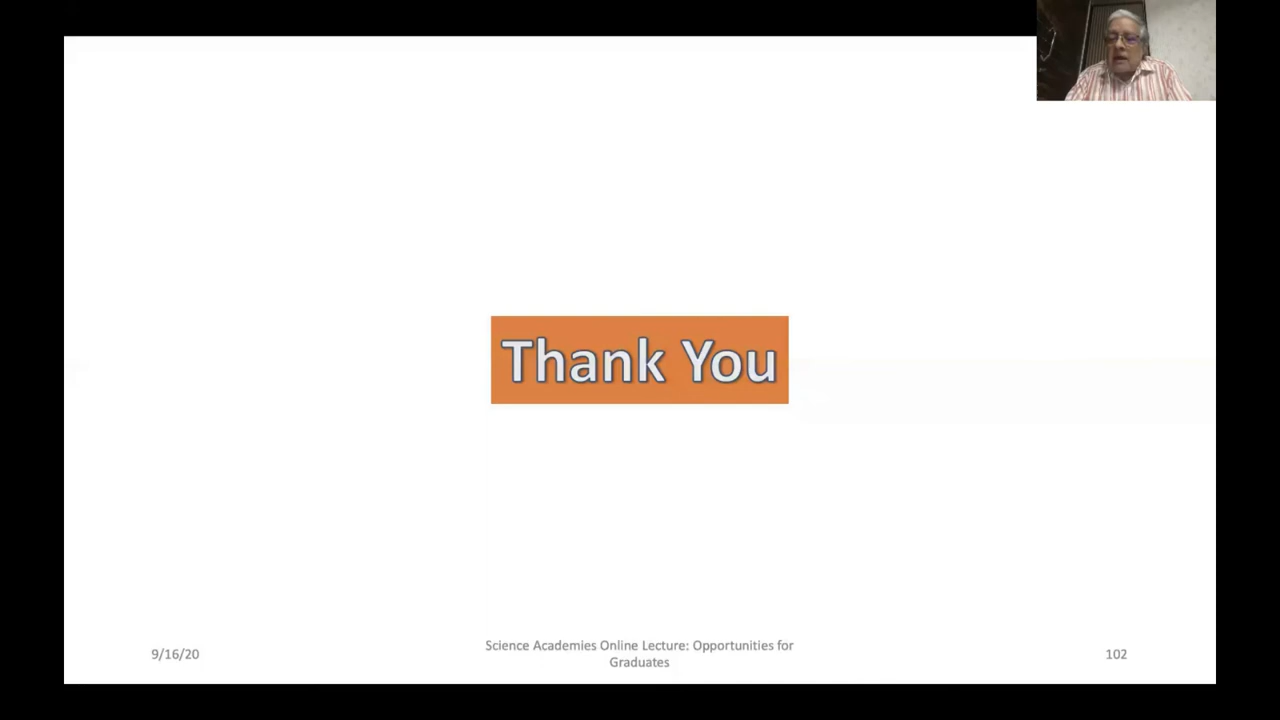 Thank You
9/16/20
Science Academies Online Lecture: Opportunities for
Graduates
102